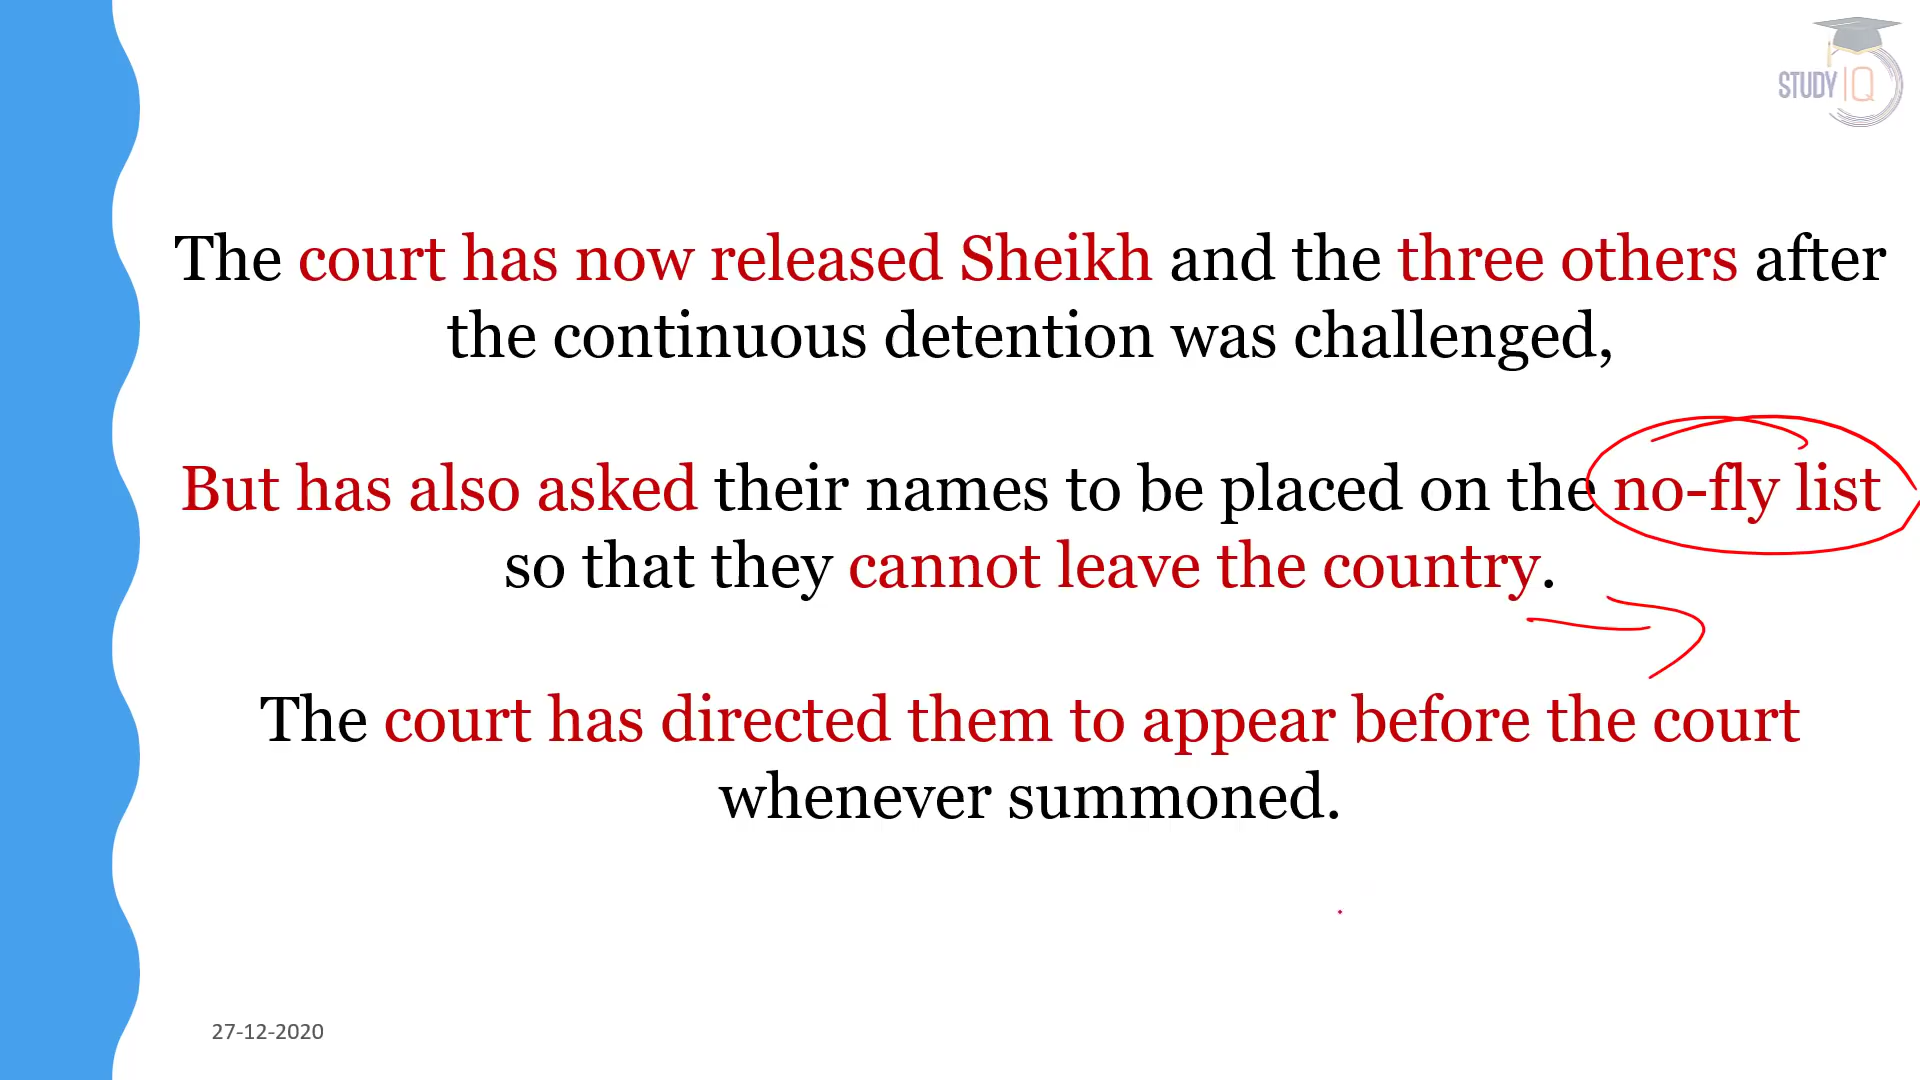 STUDY IQ
The court has now released Sheikh and the three others after
the continuous detention was challenged,
But has also asked their names to be placed on the no-fly list
so that they cannot leave the country.
The court has directed them to appear before the court
whenever summoned.
27-12-2020